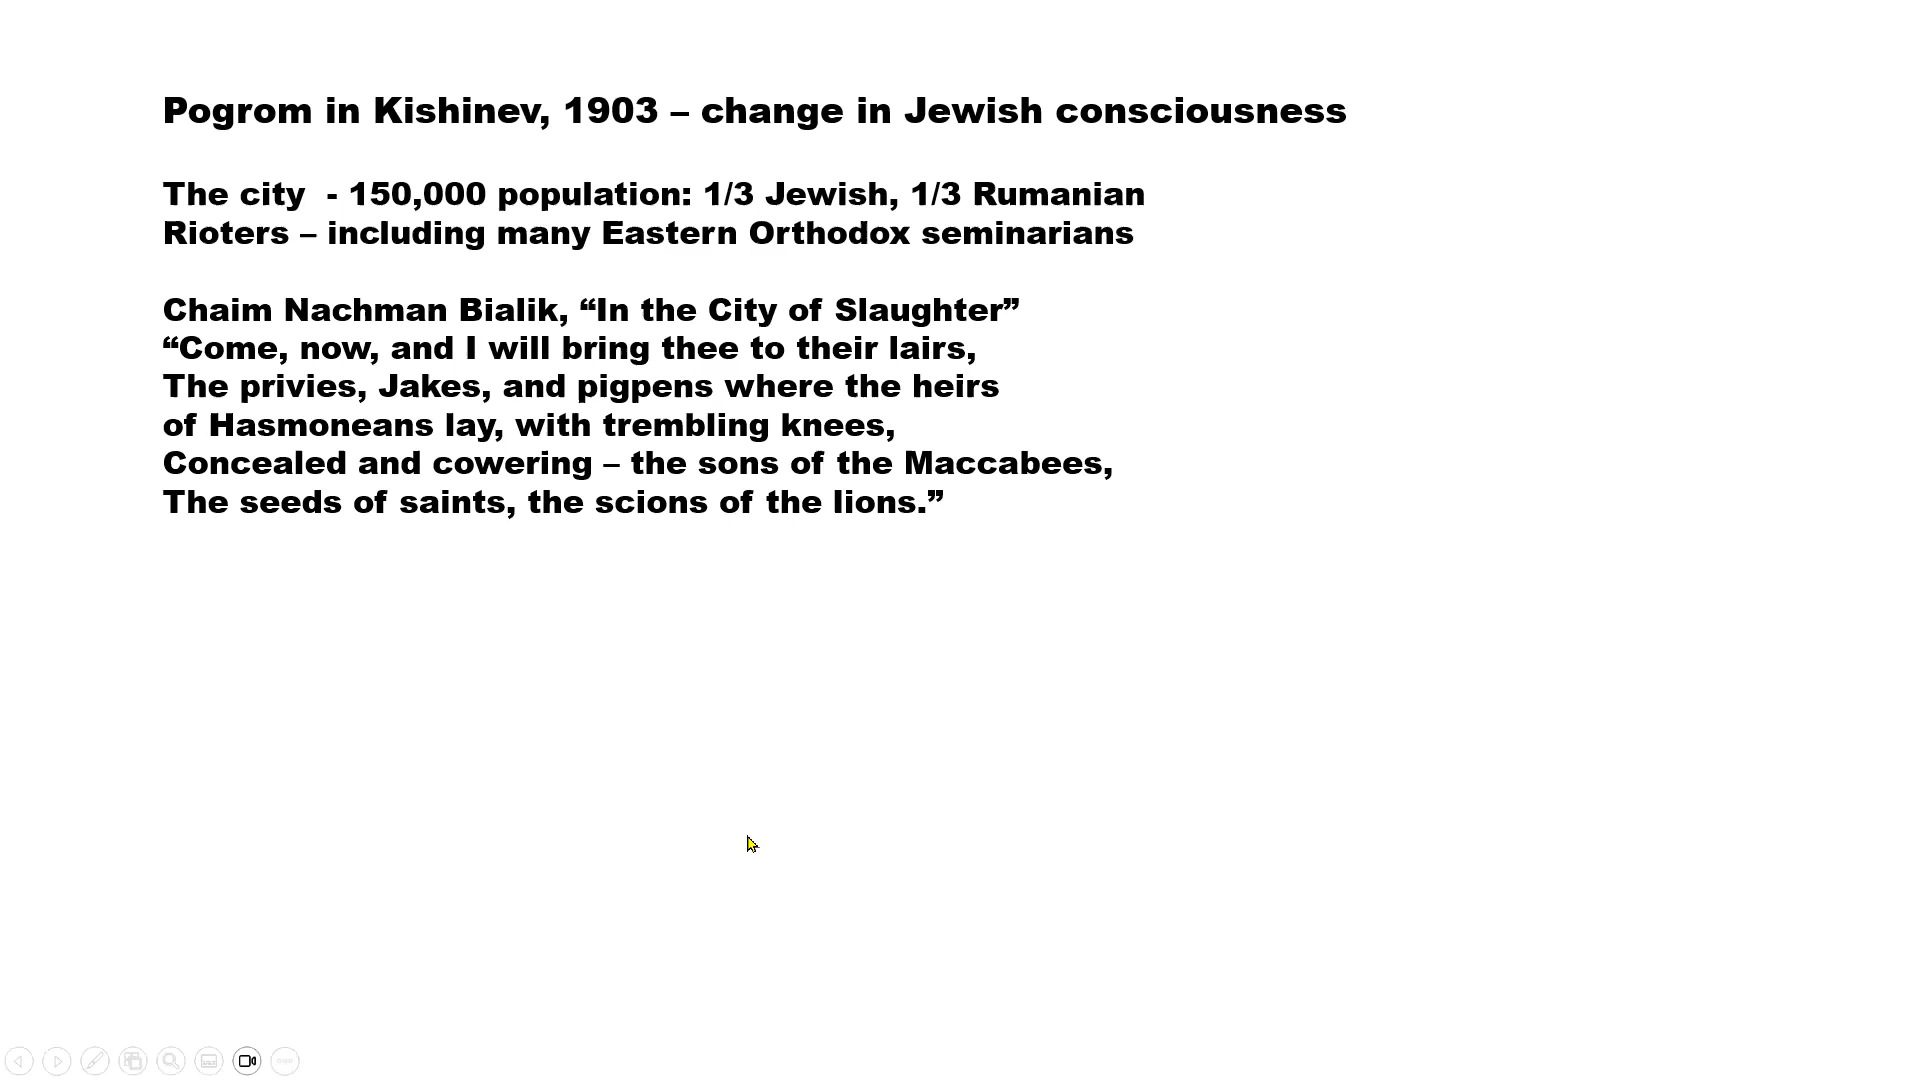 Pogrom in Kishinev, 1903 – change in Jewish consciousness
The city  - 150,000 population: 1/3 Jewish, 1/3 Rumanian
Rioters – including many Eastern Orthodox seminarians
Chaim Nachman Bialik, “In the City of Slaughter”
“Come, now, and I will bring thee to their lairs,
The privies, Jakes, and pigpens where the heirs
of Hasmoneans lay, with trembling knees,
Concealed and cowering – the sons of the Maccabees,
The seeds of saints, the scions of the lions.”